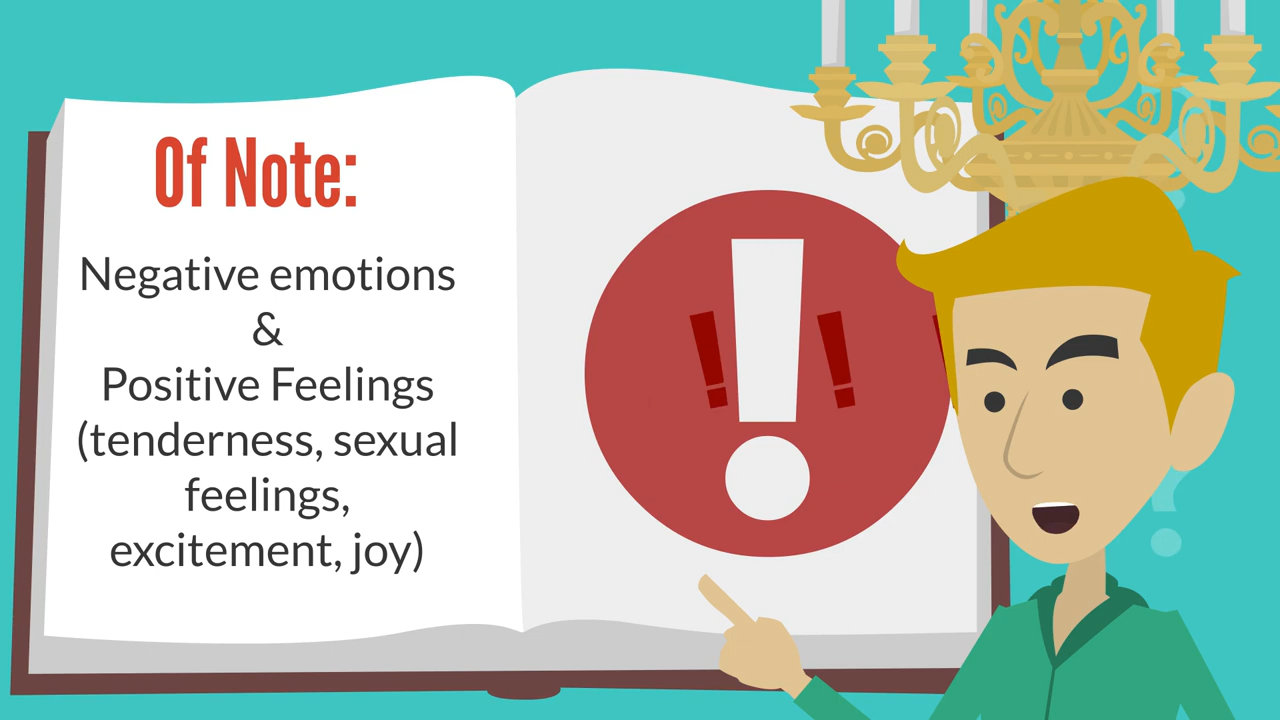 Of Note:
Negative emotions
&
Positive Feelings
(tenderness, sexual
feelings,
excitement, joy)